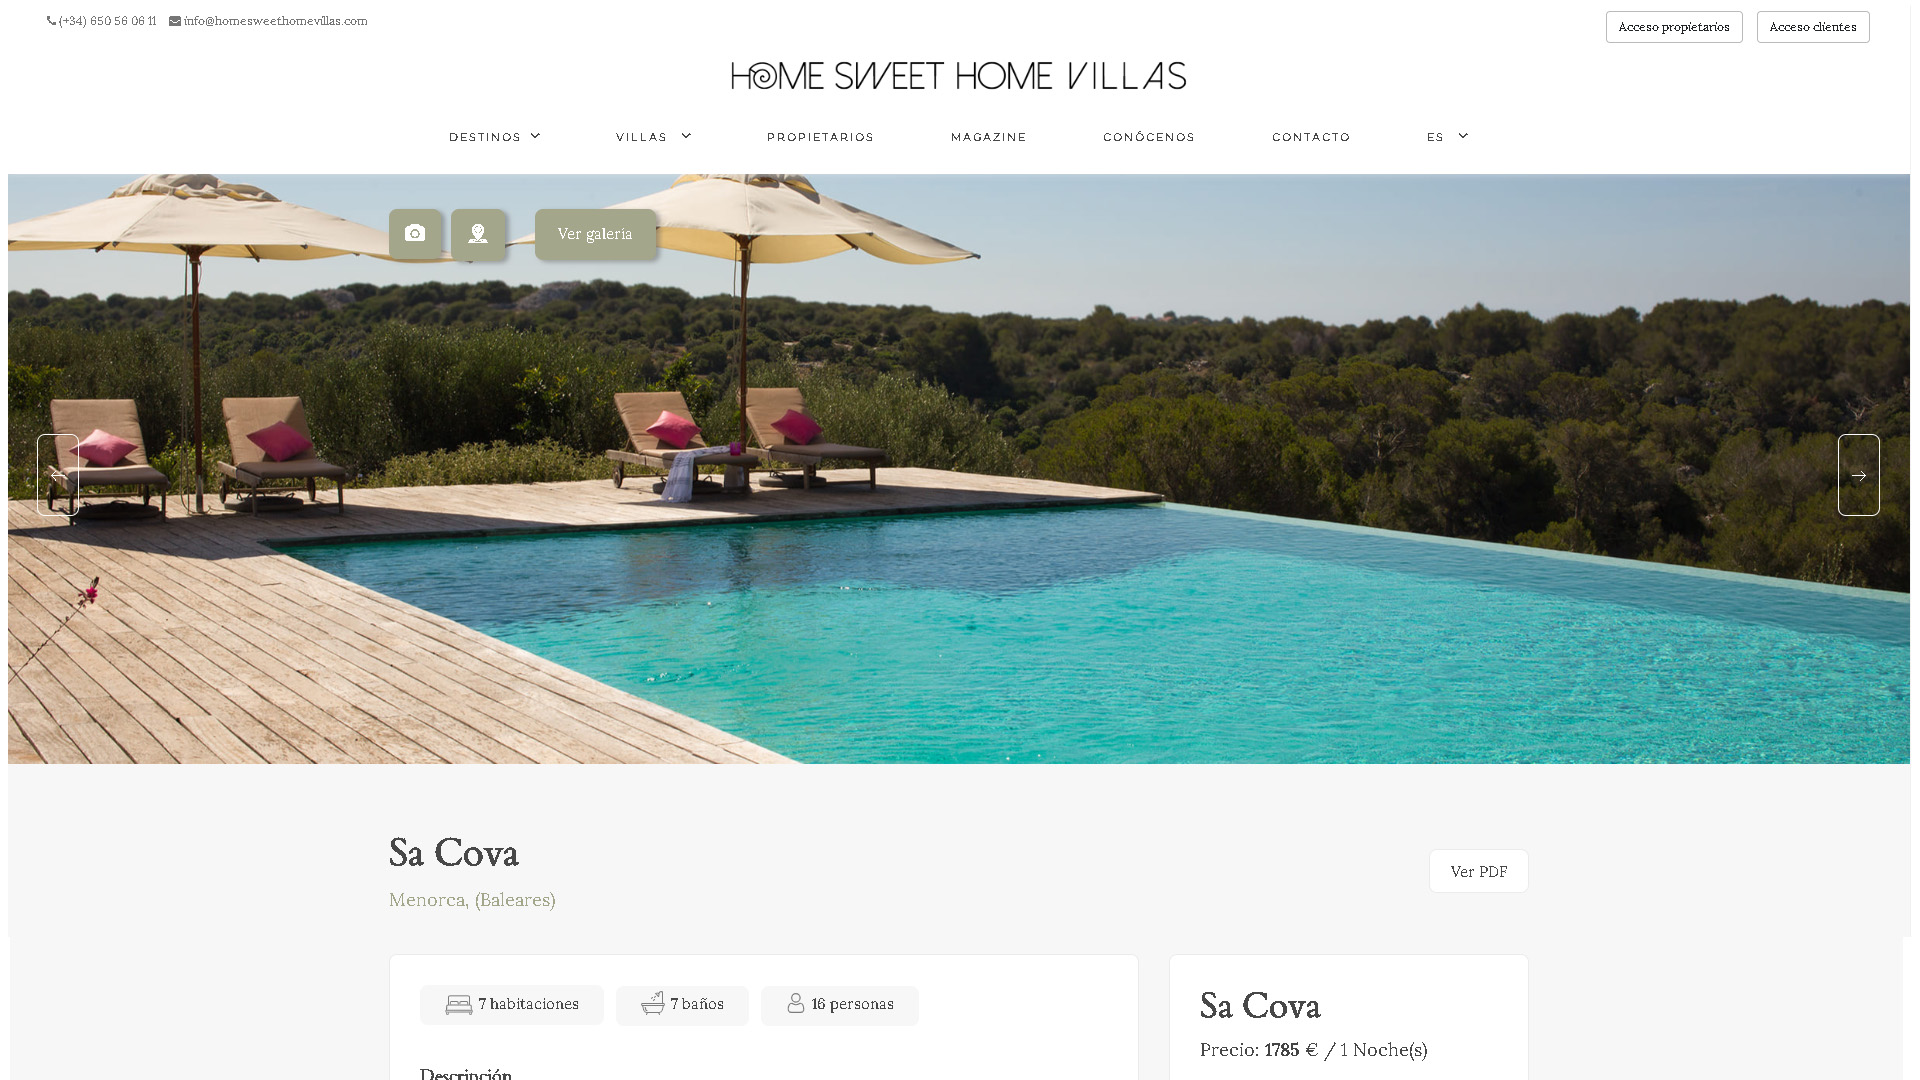 (+34) 650 56 06 11 info@homesweethomevillas.com
Acceso propietarios Acceso clientes
HOME SWEET HOME VILLAS
DESTINOS VILLAS PROPIETARIOS MAGAZINE CONÓCENOS CONTACTO ES
Ver galería
Sa Cova
Menorca, (Baleares)
Ver PDF
7 habitaciones 7 baños 16 personas
Descripción
Sa Cova
Precio: 1785 € / 1 Noche(s)